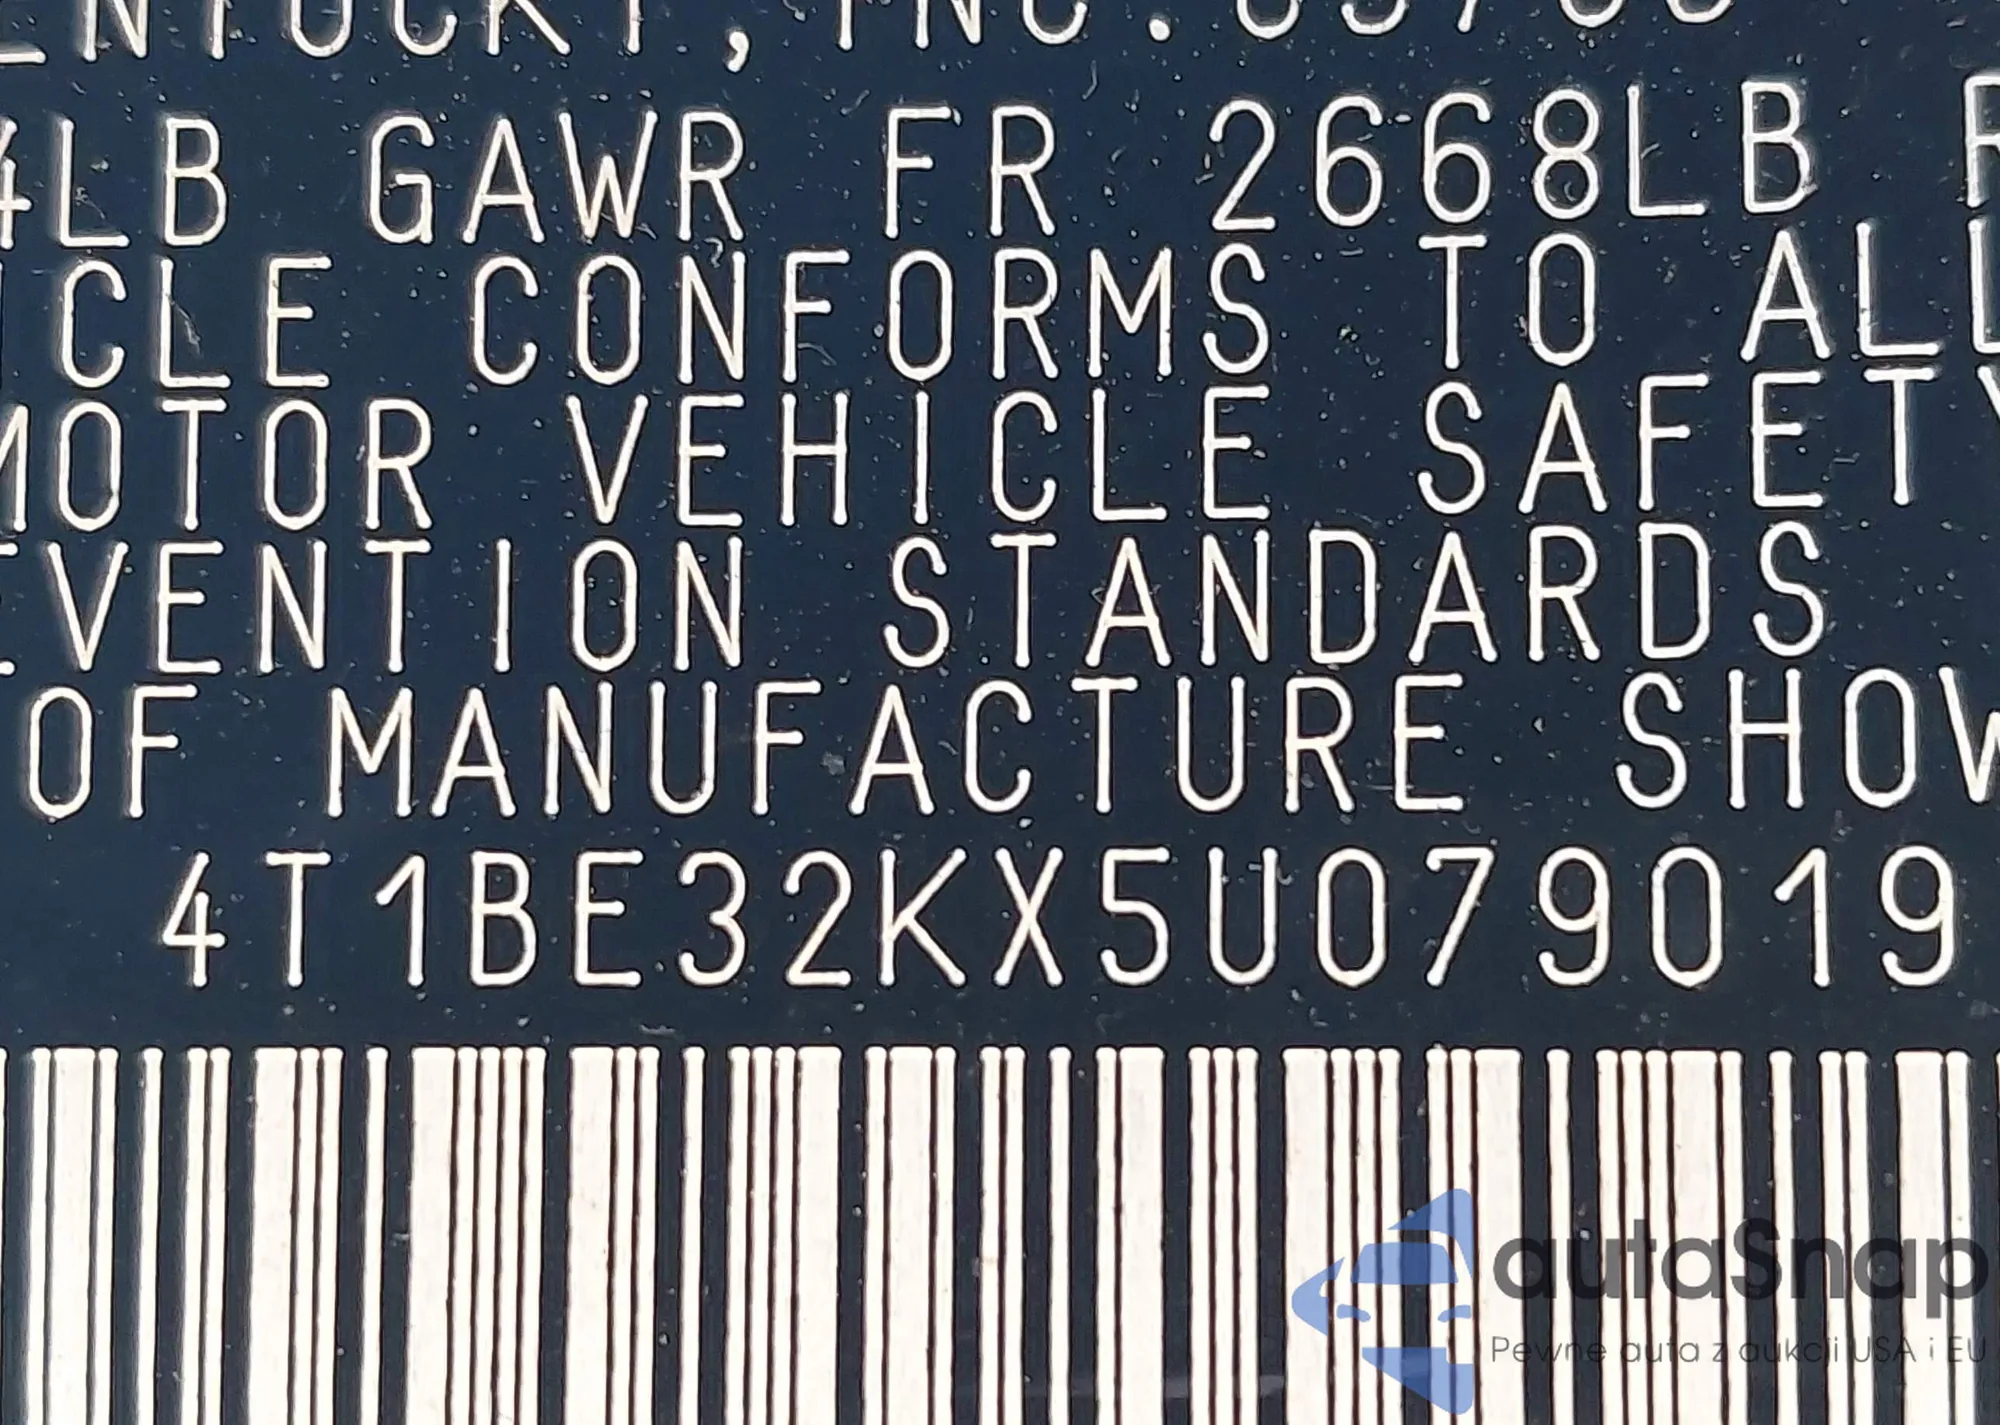 ENTUCKY, INC.
4LB GAWR FR 2668LB R
ICLE CONFORMS TO ALL
MOTOR VEHICLE SAFETY
EVENTION STANDARDS
OF MANUFACTURE SHOW
4T1BE32KX5U079019
autaSnap
Pewne auta z aukcji USA i EU